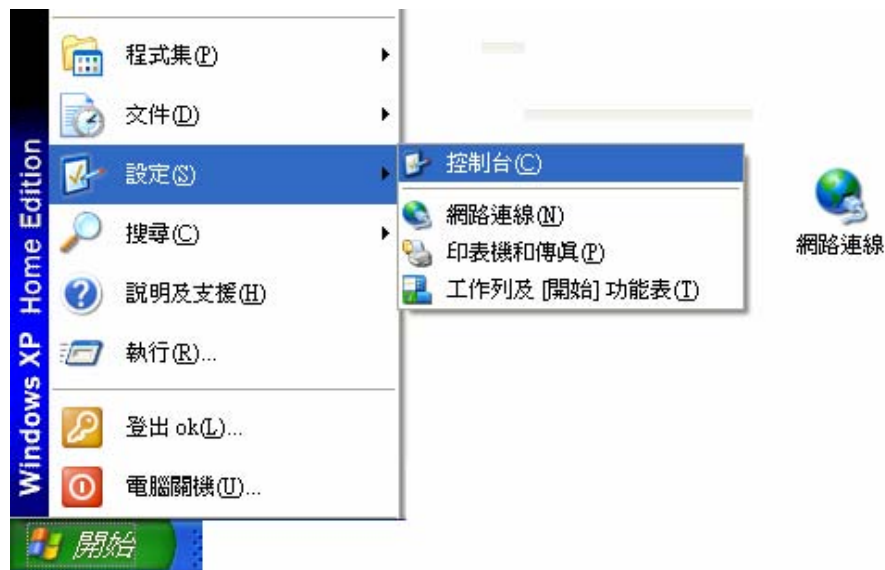 Windows XP Home Edition
程式集(P)
文件(D)
設定(S)
搜尋(C)
說明及支援(H)
執行(R)...
登出 ok(L)...
電腦關機(U)...
控制台(C)
網路連線(N)
印表機和傳真(P)
工作列及 [開始] 功能表(T)
網路連線
開始